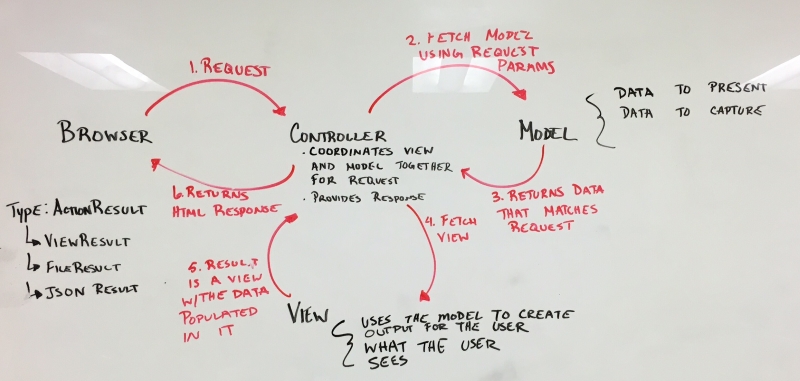 1. REQUEST
2. FETCH MODEL
USING REQUEST
PARAMS
BROWSER
CONTROLLER
· COORDINATES VIEW
AND MODEL TOGETHER
FOR REQUEST
· PROVIDES RESPONSE
MODEL
DATA TO PRESENT
DATA TO CAPTURE
3. RETURNS DATA
THAT MATCHES
REQUEST
4. FETCH
VIEW
6. RETURNS
HTML RESPONSE
TYPE: ACTIONRESULT
VIEWRESULT
FILERESULT
JSON RESULT
5. RESULT
IS A VIEW
W/THE DATA
POPULATED
IN IT
VIEW
USES THE MODEL TO CREATE
OUTPUT FOR THE USER
WHAT THE USER
SEES